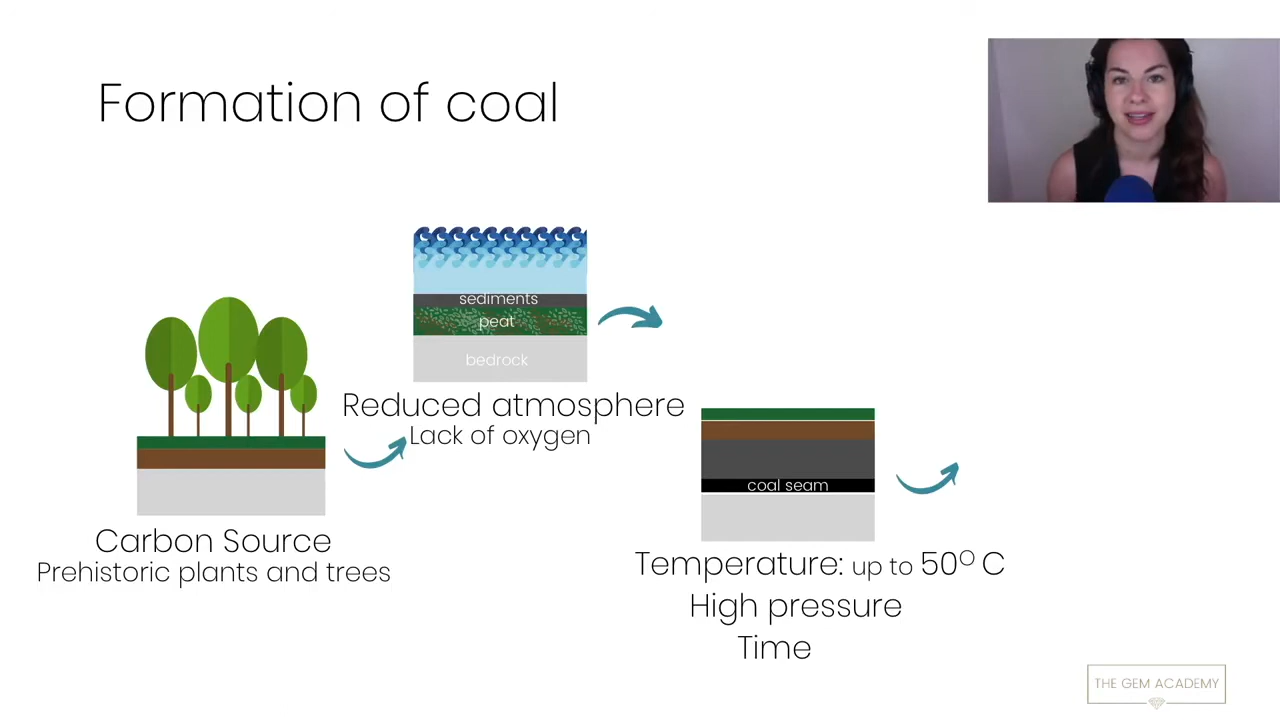 Formation of coal
sediments
peat
bedrock
Reduced atmosphere
Lack of oxygen
coal seam
Carbon Source
Prehistoric plants and trees
Temperature: up to 50º C
High pressure
Time
THE GEM ACADEMY